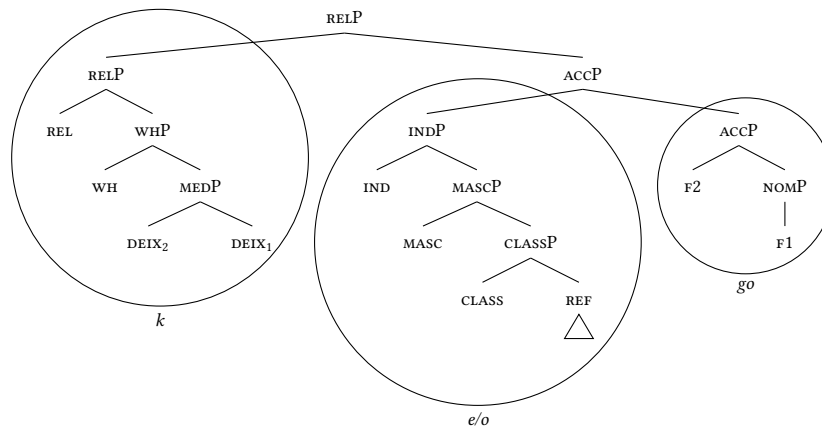 RELP
RELP ACCP
REL WHP INDP ACCP
WH MEDP IND MASCP F2 NOMP
DEIX₂ DEIX₁ MASC CLASSP F1
CLASS REF
k
e/o
go